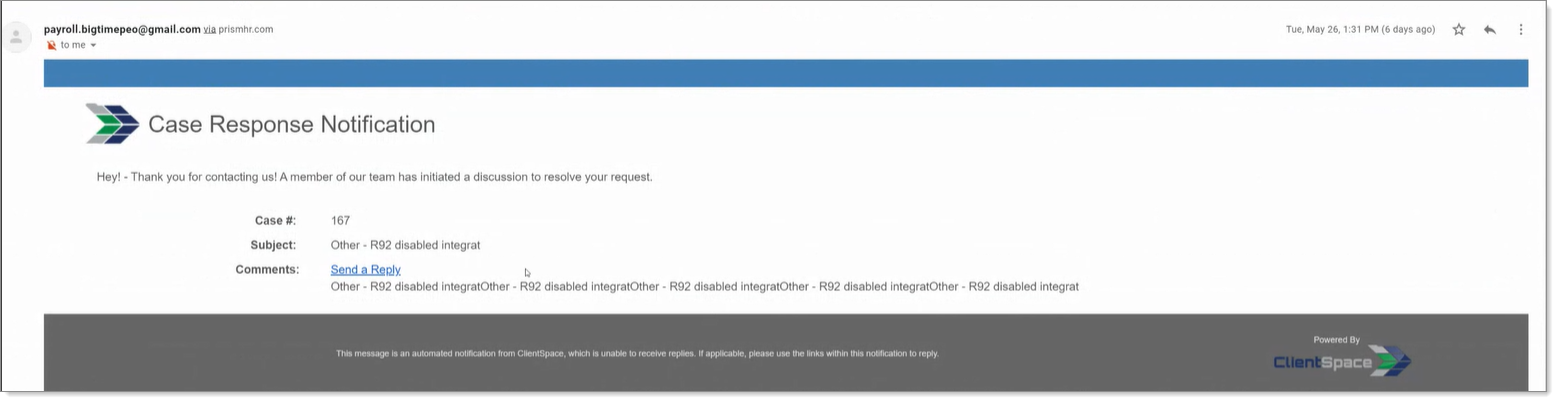 payroll.bigtimepeo@gmail.com via prismhr.com
Tue, May 26, 1:31 PM (6 days ago)
to me
Case Response Notification
Hey! - Thank you for contacting us! A member of our team has initiated a discussion to resolve your request.
Case #: 167
Subject: Other - R92 disabled integrat
Comments: Send a Reply
Other - R92 disabled integratOther - R92 disabled integratOther - R92 disabled integratOther - R92 disabled integratOther - R92 disabled integrat
This message is an automated notification from ClientSpace, which is unable to receive replies. If applicable, please use the links within this notification to reply.
Powered By
ClientSpace